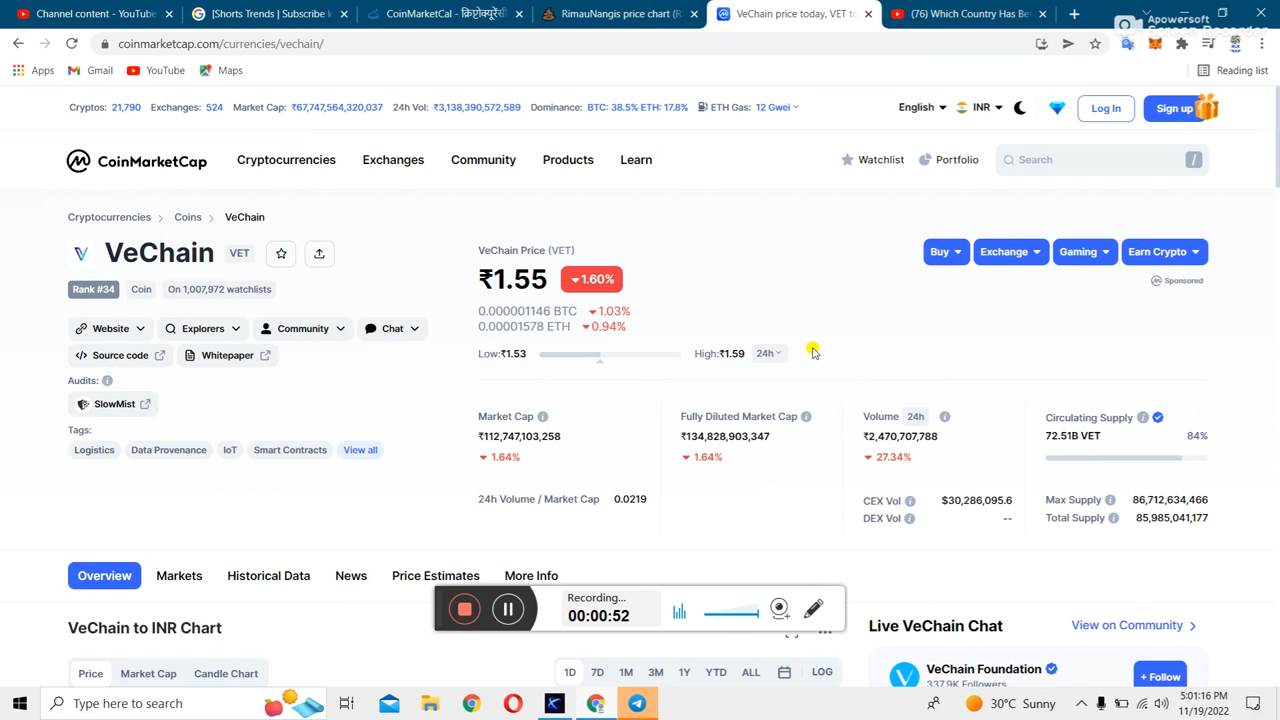 Channel content - YouTube
[Shorts Trends | Subscribe k
CoinMarketCal - क्रिप्टोक्यूरेंसी
RimauNangis price chart (R
VeChain price today, VET to
(76) Which Country Has Be
Apowersoft
Screen Recorder
coinmarketcap.com/currencies/vechain/
Apps
Gmail
YouTube
Maps
Reading list
Cryptos: 21,790 Exchanges: 524 Market Cap: ₹67,747,564,320,037 24h Vol: ₹3,138,390,572,589 Dominance: BTC: 38.5% ETH: 17.8% ETH Gas: 12 Gwei
English INR Log In Sign up
CoinMarketCap Cryptocurrencies Exchanges Community Products Learn Watchlist Portfolio Search /
Cryptocurrencies > Coins > VeChain
VeChain VET
Rank #34 Coin On 1,007,972 watchlists
Website Explorers Community Chat
Source code Whitepaper
Audits:
SlowMist
Tags:
Logistics Data Provenance IoT Smart Contracts View all
VeChain Price (VET)
₹1.55 1.60%
0.000001146 BTC 1.03%
0.00001578 ETH 0.94%
Low: ₹1.53 High: ₹1.59 24h
Buy Exchange Gaming Earn Crypto
Sponsored
Market Cap
₹112,747,103,258
1.64%
Fully Diluted Market Cap
₹134,828,903,347
1.64%
Volume 24h
₹2,470,707,788
27.34%
Circulating Supply
72.51B VET 84%
24h Volume / Market Cap 0.0219
CEX Vol $30,286,095.6
DEX Vol --
Max Supply 86,712,634,466
Total Supply 85,985,041,177
Overview Markets Historical Data News Price Estimates More Info
Recording...
00:00:52
VeChain to INR Chart
Price Market Cap Candle Chart
1D 7D 1M 3M 1Y YTD ALL LOG
Live VeChain Chat View on Community >
VeChain Foundation
337.9K Followers
+ Follow
Type here to search
30°C Sunny
5:01:16 PM
11/19/2022